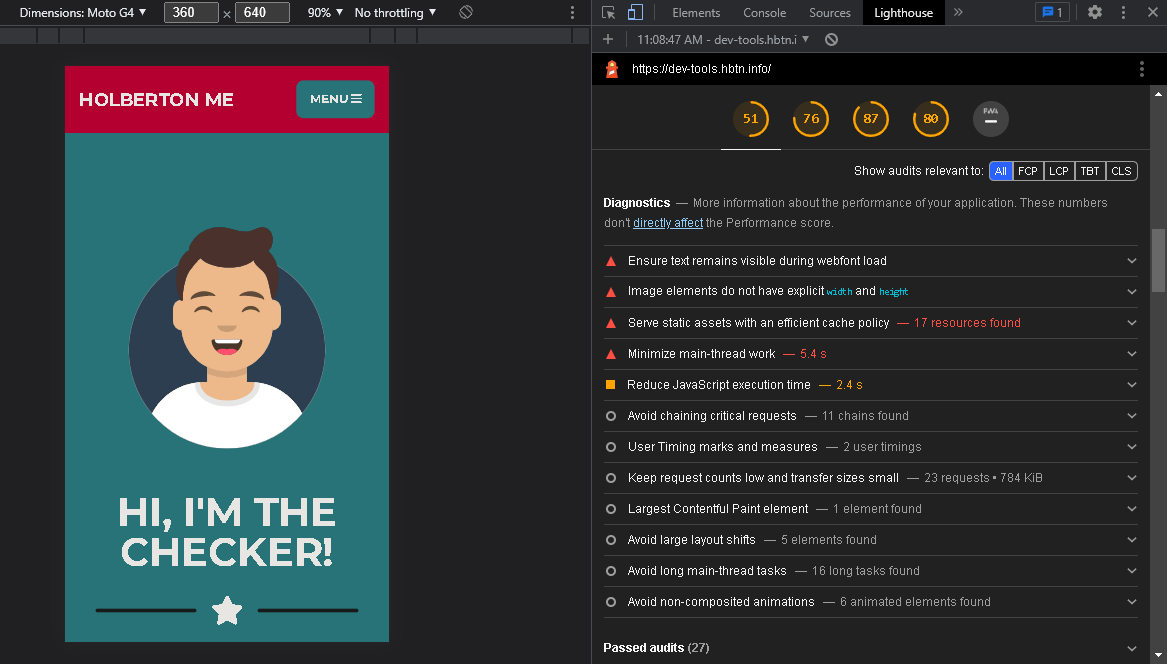 Dimensions: Moto G4 ▼ 360 × 640 90% ▼ No throttling ▼
Elements Console Sources Lighthouse » 1
11:08:47 AM - dev-tools.hbtn.i ▼
https://dev-tools.hbtn.info/
51 76 87 80 PWA
Show audits relevant to: All FCP LCP TBT CLS
Diagnostics — More information about the performance of your application. These numbers
don't directly affect the Performance score.
Ensure text remains visible during webfont load
Image elements do not have explicit width and height
Serve static assets with an efficient cache policy — 17 resources found
Minimize main-thread work — 5.4 s
Reduce JavaScript execution time — 2.4 s
Avoid chaining critical requests — 11 chains found
User Timing marks and measures — 2 user timings
Keep request counts low and transfer sizes small — 23 requests • 784 KiB
Largest Contentful Paint element — 1 element found
Avoid large layout shifts — 5 elements found
Avoid long main-thread tasks — 16 long tasks found
Avoid non-composited animations — 6 animated elements found
Passed audits (27)
HOLBERTON ME
MENU
HI, I'M THE
CHECKER!